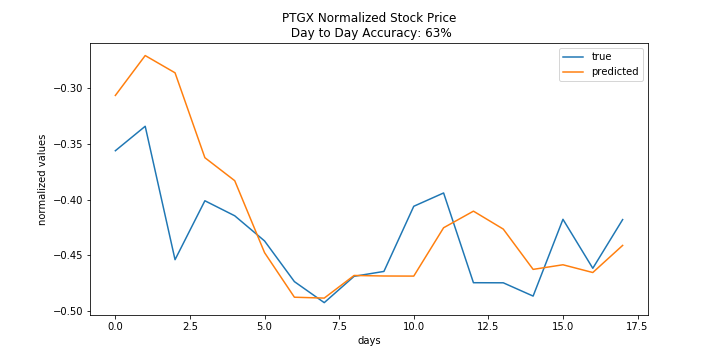 PTGX Normalized Stock Price
Day to Day Accuracy: 63%
true
predicted
normalized values
−0.30
−0.35
−0.40
−0.45
−0.50
0.0
2.5
5.0
7.5
10.0
12.5
15.0
17.5
days